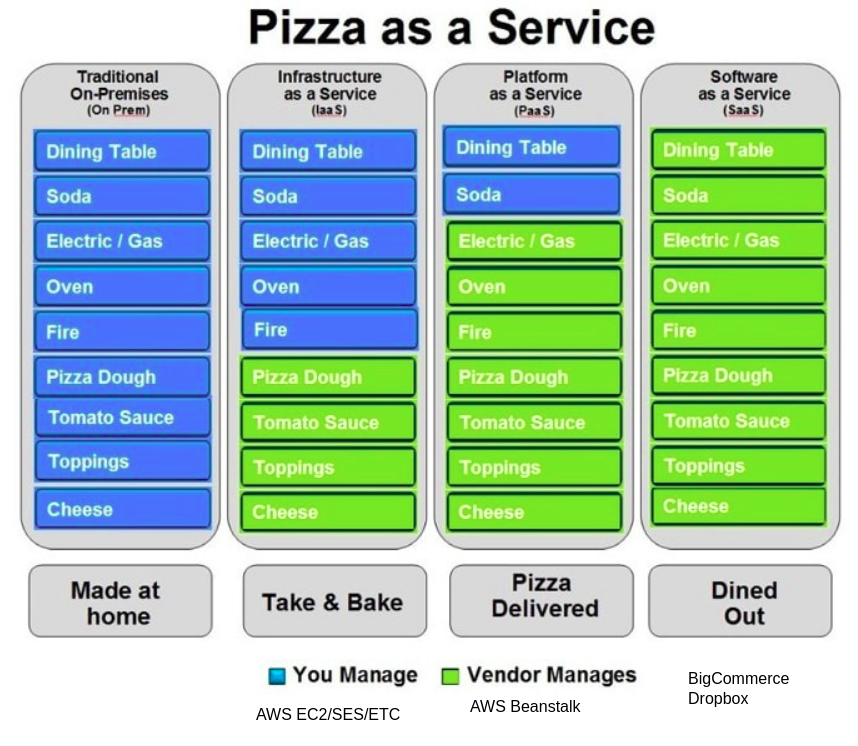 Pizza as a Service
Traditional
On-Premises
(On Prem)
Dining Table
Soda
Electric / Gas
Oven
Fire
Pizza Dough
Tomato Sauce
Toppings
Cheese
Made at
home
Infrastructure
as a Service
(IaaS)
Dining Table
Soda
Electric / Gas
Oven
Fire
Pizza Dough
Tomato Sauce
Toppings
Cheese
Take & Bake
Platform
as a Service
(PaaS)
Dining Table
Soda
Electric / Gas
Oven
Fire
Pizza Dough
Tomato Sauce
Toppings
Cheese
Pizza
Delivered
Software
as a Service
(SaaS)
Dining Table
Soda
Electric / Gas
Oven
Fire
Pizza Dough
Tomato Sauce
Toppings
Cheese
Dined
Out
You Manage
Vendor Manages
AWS EC2/SES/ETC
AWS Beanstalk
BigCommerce
Dropbox